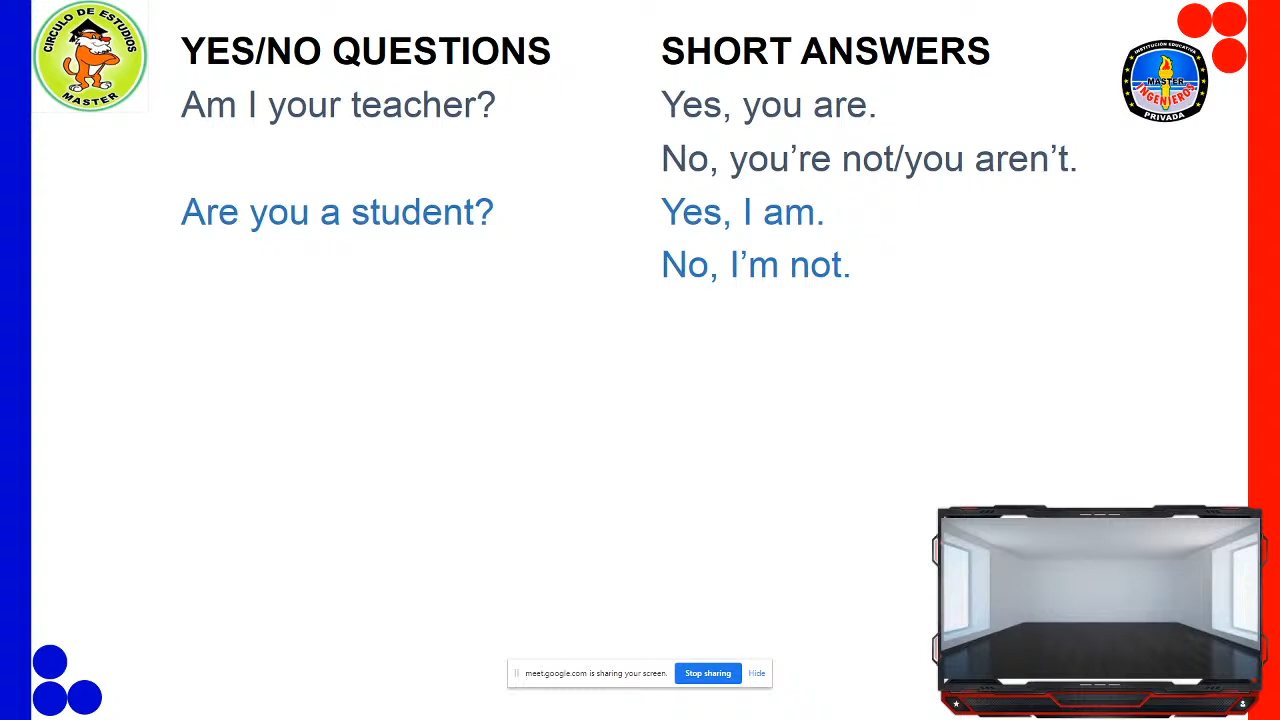 CIRCULO DE ESTUDIOS
MASTER
YES/NO QUESTIONS
SHORT ANSWERS
INSTITUCIÓN EDUCATIVA
MASTER
INGENIEROS
PRIVADA
Am I your teacher?
Yes, you are.
No, you’re not/you aren’t.
Are you a student?
Yes, I am.
No, I’m not.
meet.google.com is sharing your screen.
Stop sharing
Hide